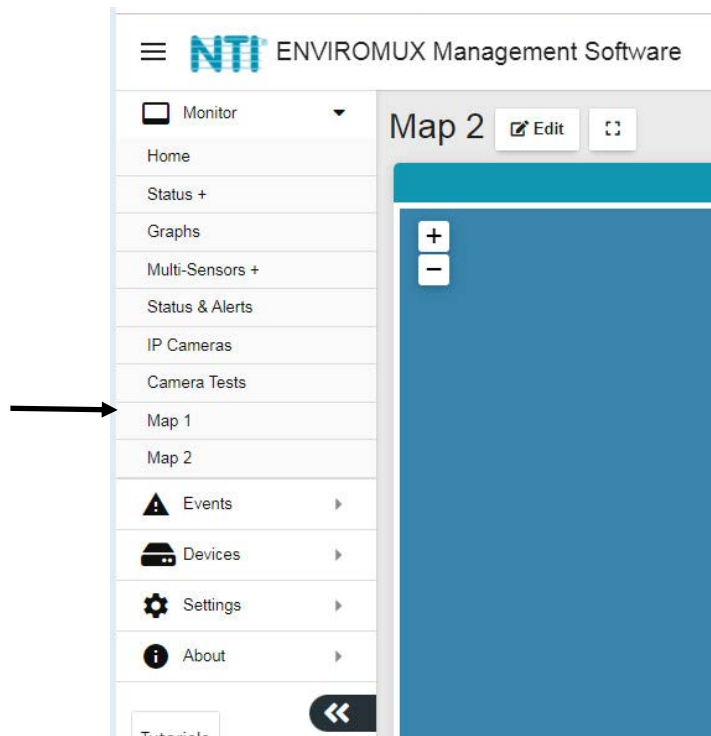 NTI ENVIROMUX Management Software
Monitor
Map 2 Edit
Home
Status +
Graphs
+
Multi-Sensors +
−
Status & Alerts
IP Cameras
Camera Tests
Map 1
Map 2
Events
Devices
Settings
About